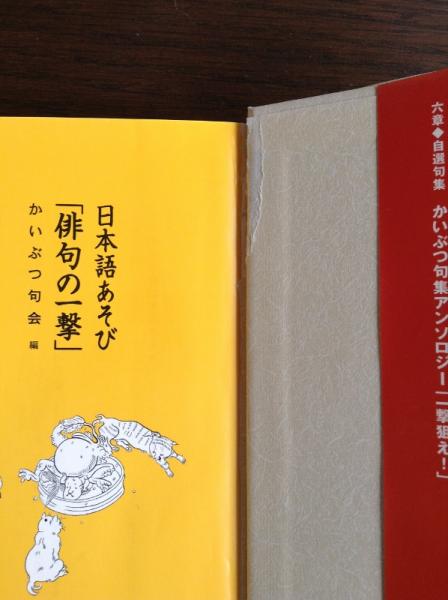 六章◆自選句集 かいぶつ句集アンソロジー「一撃狙え！」
日本語あそび
「俳句の一撃」
かいぶつ句会 編